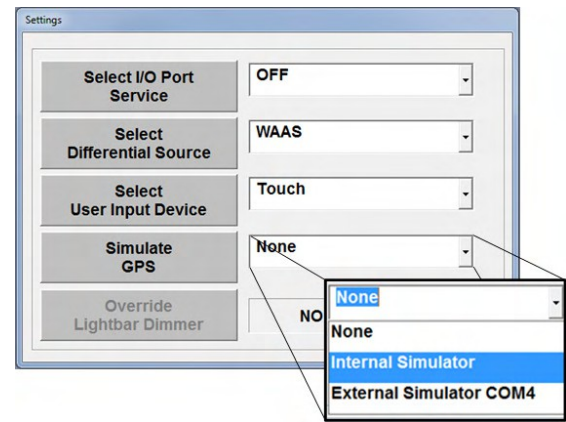 Settings
Select I/O Port
Service
OFF
Select
Differential Source
WAAS
Select
User Input Device
Touch
Simulate
GPS
None
Override
Lightbar Dimmer
NO
None
None
Internal Simulator
External Simulator COM4